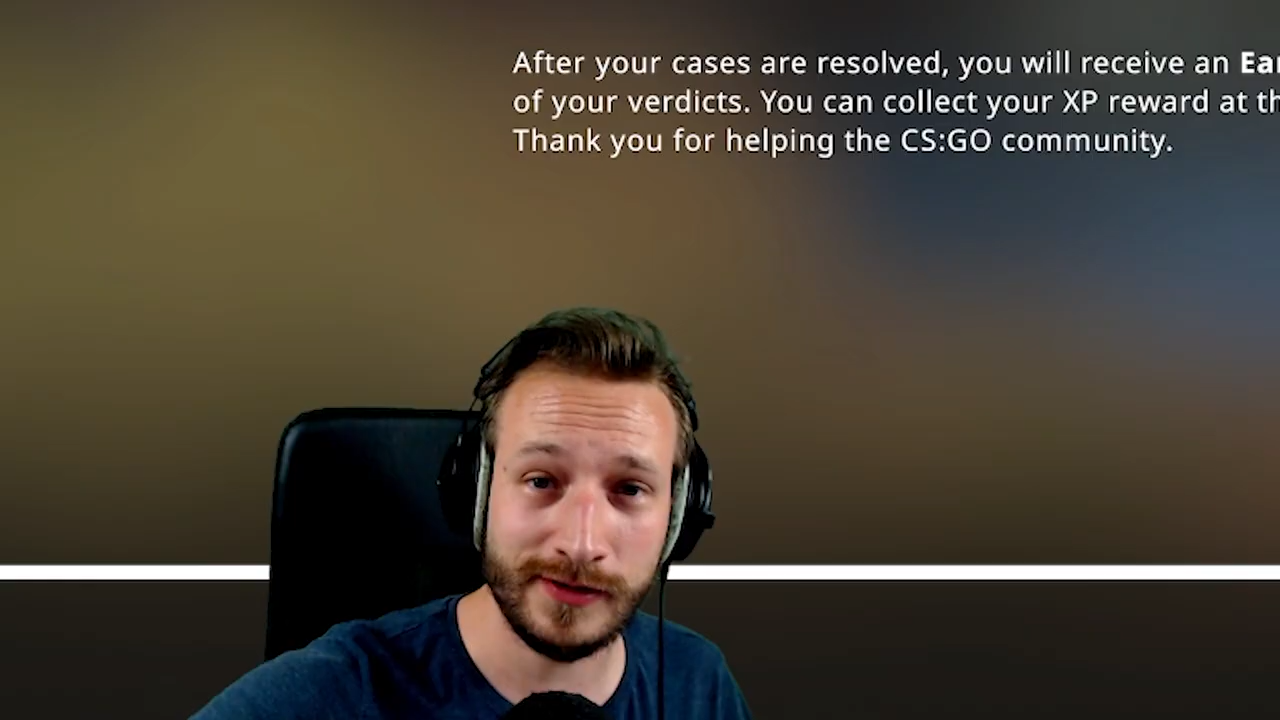 After your cases are resolved, you will receive an
of your verdicts. You can collect your XP reward at
Thank you for helping the CS:GO community.